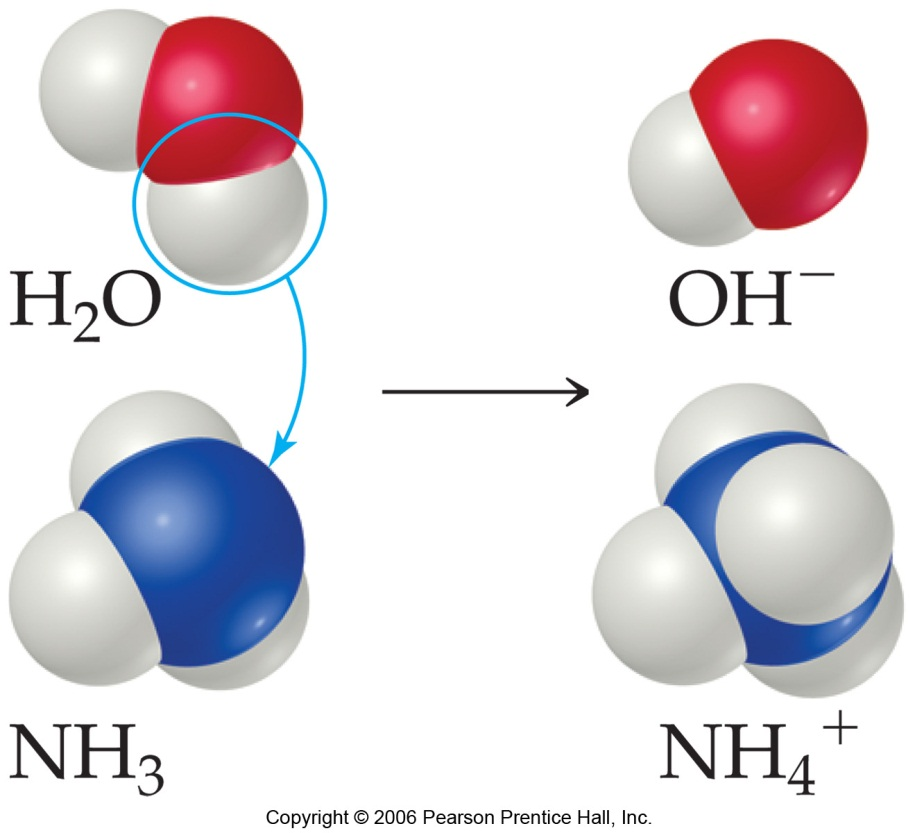 H₂O
OH⁻
NH₃
NH₄⁺
Copyright © 2006 Pearson Prentice Hall, Inc.